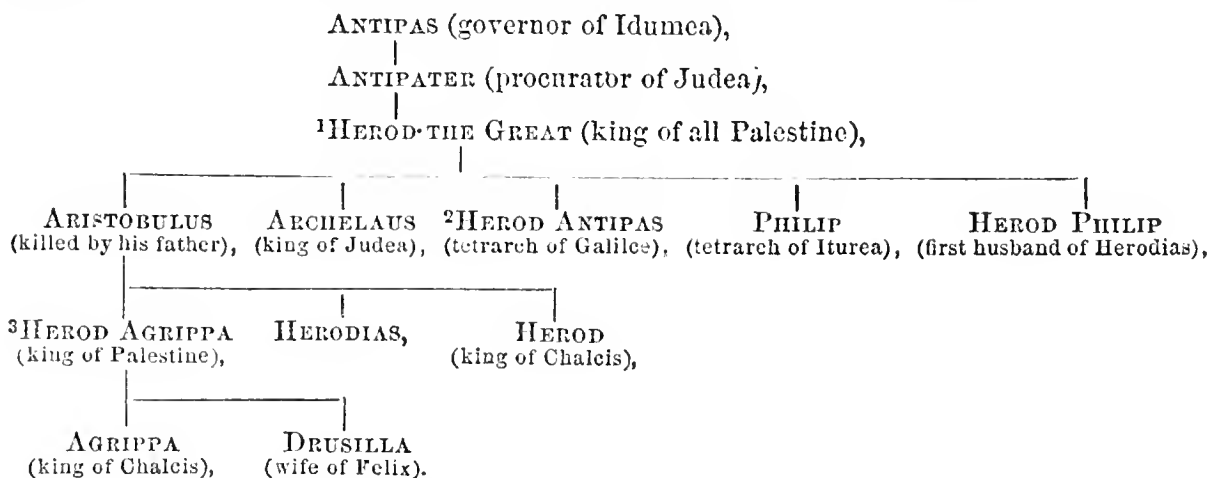 ANTIPAS (governor of Idumea),
ANTIPATER (procurator of Judea),
¹HEROD THE GREAT (king of all Palestine),
ARISTOBULUS ARCHELAUS ²HEROD ANTIPAS PHILIP HEROD PHILIP
(killed by his father), (king of Judea), (tetrarch of Galilee), (tetrarch of Iturea), (first husband of Herodias),
³HEROD AGRIPPA HERODIAS, HEROD
(king of Palestine), (king of Chalcis),
AGRIPPA DRUSILLA
(king of Chalcis), (wife of Felix).